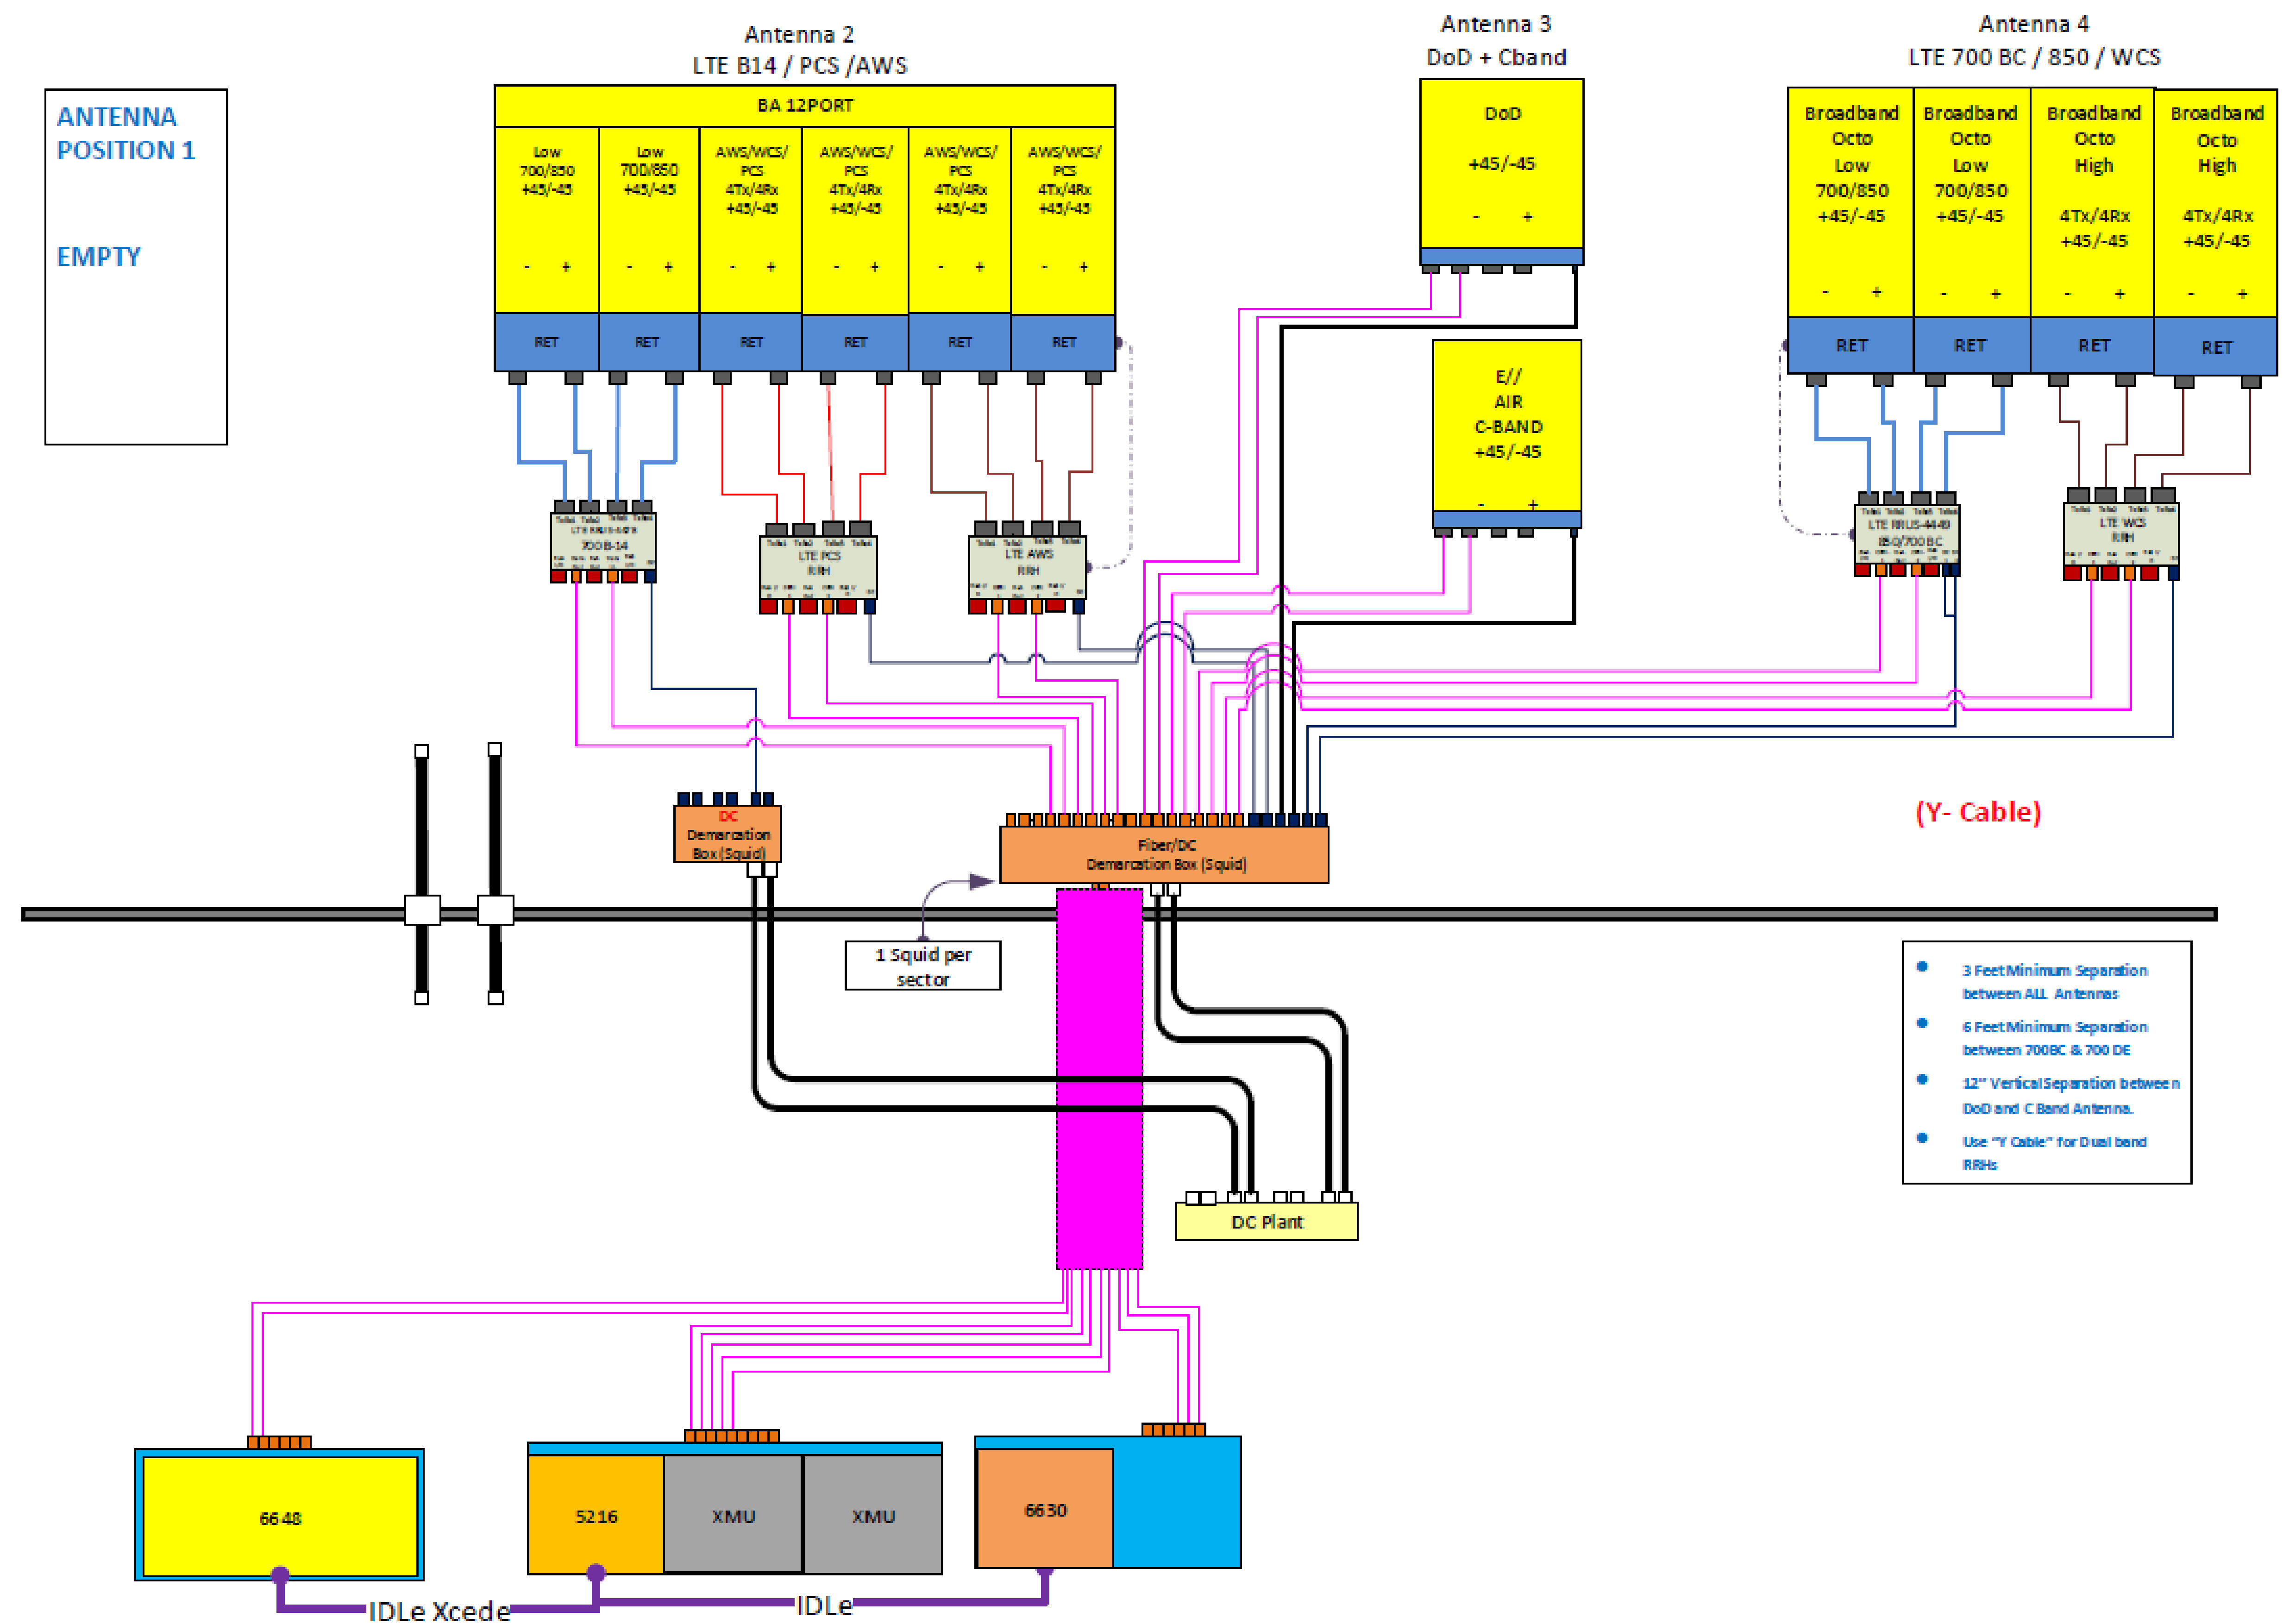 Antenna 2
LTE B14 / PCS /AWS
Antenna 3
DoD + Cband
Antenna 4
LTE 700 BC / 850 / WCS
ANTENNA
POSITION 1
EMPTY
BA 12PORT
Low
700/850
+45/-45
- +
RET
Low
700/850
+45/-45
- +
RET
AWS/WCS/
PCS
4Tx/4Rx
+45/-45
- +
RET
AWS/WCS/
PCS
4Tx/4Rx
+45/-45
- +
RET
AWS/WCS/
PCS
4Tx/4Rx
+45/-45
- +
RET
AWS/WCS/
PCS
4Tx/4Rx
+45/-45
- +
RET
DoD
+45/-45
- +
E//
AIR
C-BAND
+45/-45
- +
Broadband
Octo
Low
700/850
+45/-45
- +
RET
Broadband
Octo
Low
700/850
+45/-45
- +
RET
Broadband
Octo
High
4Tx/4Rx
+45/-45
- +
RET
Broadband
Octo
High
4Tx/4Rx
+45/-45
- +
RET
700 B-14
LTE PCS
RRH
LTE AWS
RRH
LTE RRUS-4449
850/700 BC
LTE WCS
RRH
DC
Demarcation
Box (Squid)
Fiber/DC
Demarcation Box (Squid)
(Y- Cable)
1 Squid per
sector
• 3 Feet Minimum Separation
between ALL Antennas
• 6 Feet Minimum Separation
between 700BC & 700 DE
• 12” Vertical Separation between
DoD and C Band Antenna.
• Use “Y Cable” for Dual band
RRHs
DC Plant
6648
5216
XMU
XMU
6630
IDLe Xcede
IDLe